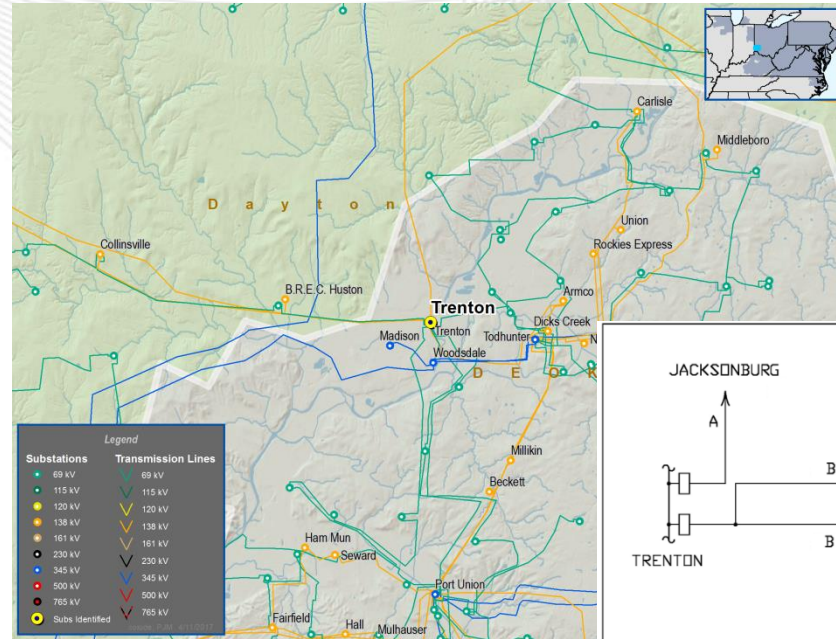 Carlisle
Middleboro
Dayton
Union
Collinsville
Rockies Express
B.R.E.C. Huston
Armco
Trenton
Trenton
Dicks Creek
Madison
Todhunter
N
Woodsdale
DEOK
JACKSONBURG
A
B
B
TRENTON
Millikin
Beckett
Ham Mun
Seward
Port Union
Fairfield
Hall
Mulhauser
Legend
Substations
Transmission Lines
69 kV
69 kV
115 kV
115 kV
120 kV
120 kV
138 kV
138 kV
161 kV
161 kV
230 kV
230 kV
345 kV
345 kV
500 kV
500 kV
765 kV
765 kV
Subs Identified